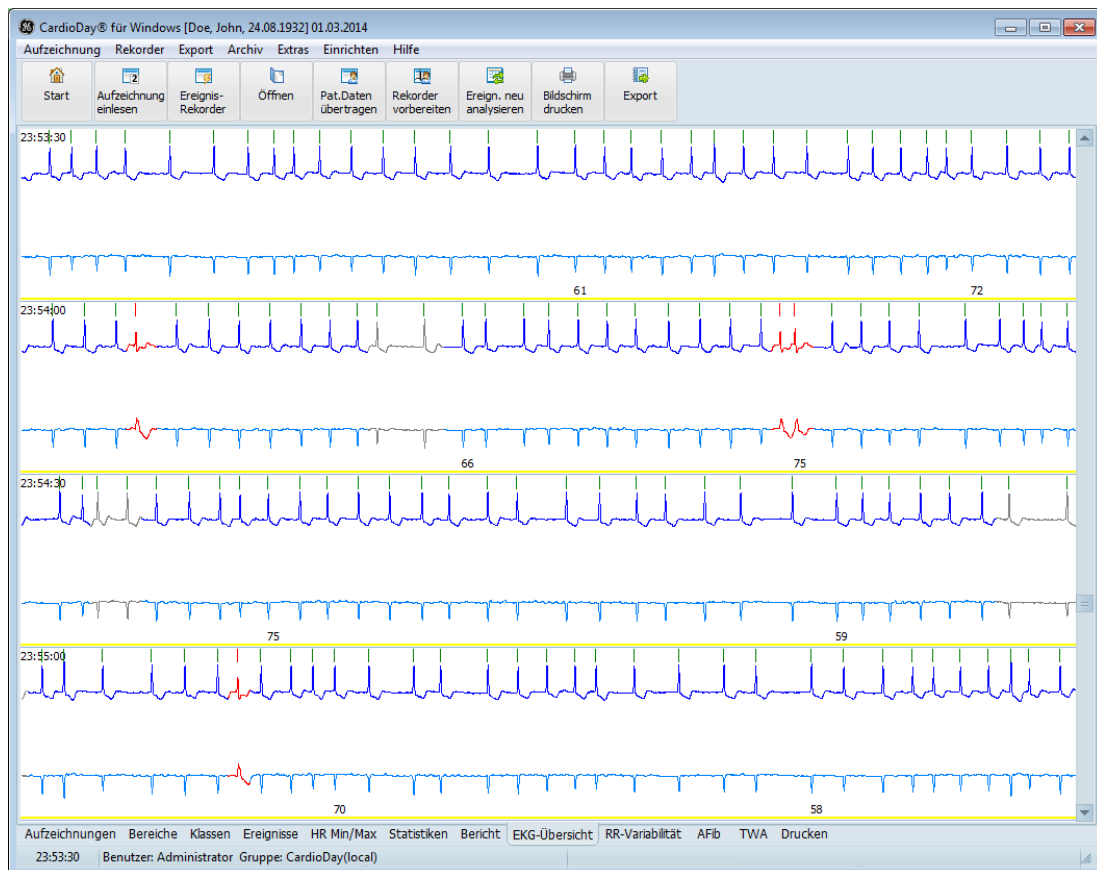 CardioDay® für Windows [Doe, John, 24.08.1932] 01.03.2014
Aufzeichnung Rekorder Export Archiv Extras Einrichten Hilfe
Start Aufzeichnung einlesen Ereignis-Rekorder Öffnen Pat.Daten übertragen Rekorder vorbereiten Ereign. neu analysieren Bildschirm drucken Export
23:53:30
61 72
23:54:00
66 75
23:54:30
75 59
23:55:00
70 58
Aufzeichnungen Bereiche Klassen Ereignisse HR Min/Max Statistiken Bericht EKG-Übersicht RR-Variabilität AFib TWA Drucken
23:53:30 Benutzer: Administrator Gruppe: CardioDay(local)